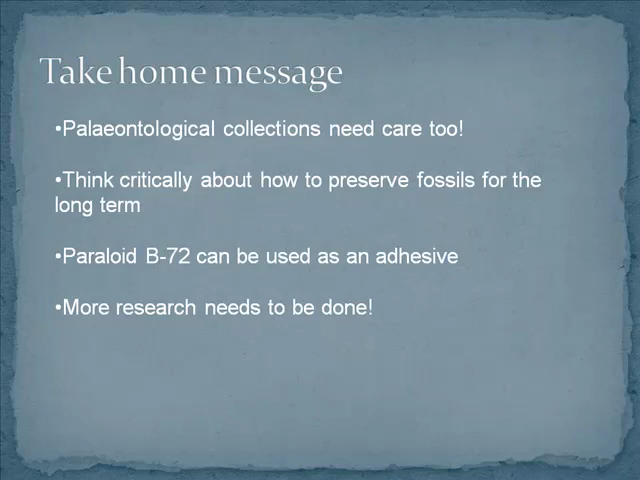 Take home message
•Palaeontological collections need care too!
•Think critically about how to preserve fossils for the
long term
•Paraloid B-72 can be used as an adhesive
•More research needs to be done!